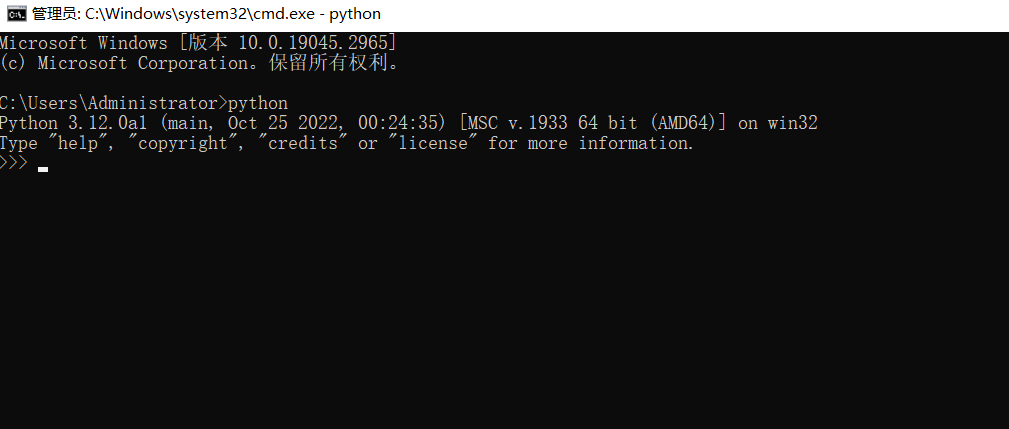 管理员: C:\Windows\system32\cmd.exe - python
Microsoft Windows [版本 10.0.19045.2965]
(c) Microsoft Corporation。保留所有权利。
C:\Users\Administrator>python
Python 3.12.0a1 (main, Oct 25 2022, 00:24:35) [MSC v.1933 64 bit (AMD64)] on win32
Type "help", "copyright", "credits" or "license" for more information.
>>>